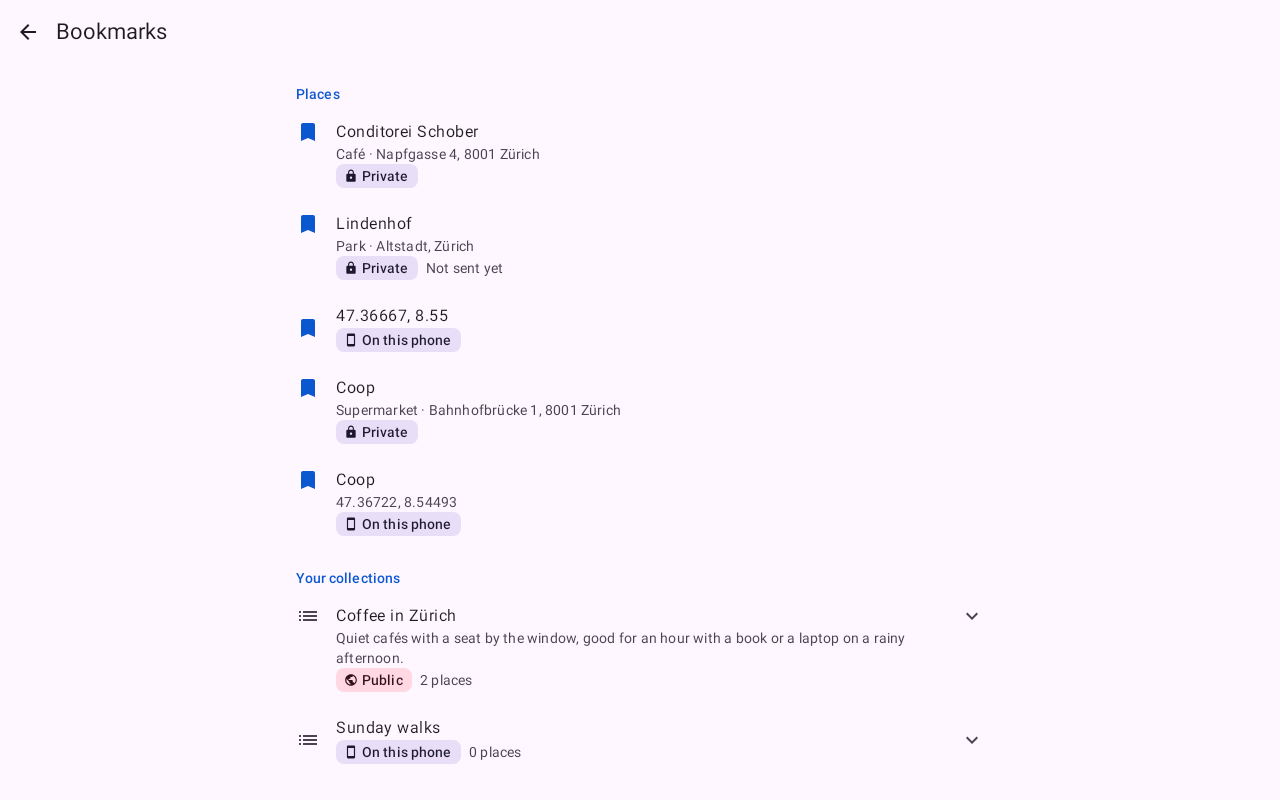 Bookmarks
Places
Conditorei Schober
Café · Napfgasse 4, 8001 Zürich
Private
Lindenhof
Park · Altstadt, Zürich
Private Not sent yet
47.36667, 8.55
On this phone
Coop
Supermarket · Bahnhofbrücke 1, 8001 Zürich
Private
Coop
47.36722, 8.54493
On this phone
Your collections
Coffee in Zürich
Quiet cafés with a seat by the window, good for an hour with a book or a laptop on a rainy
afternoon.
Public 2 places
Sunday walks
On this phone 0 places